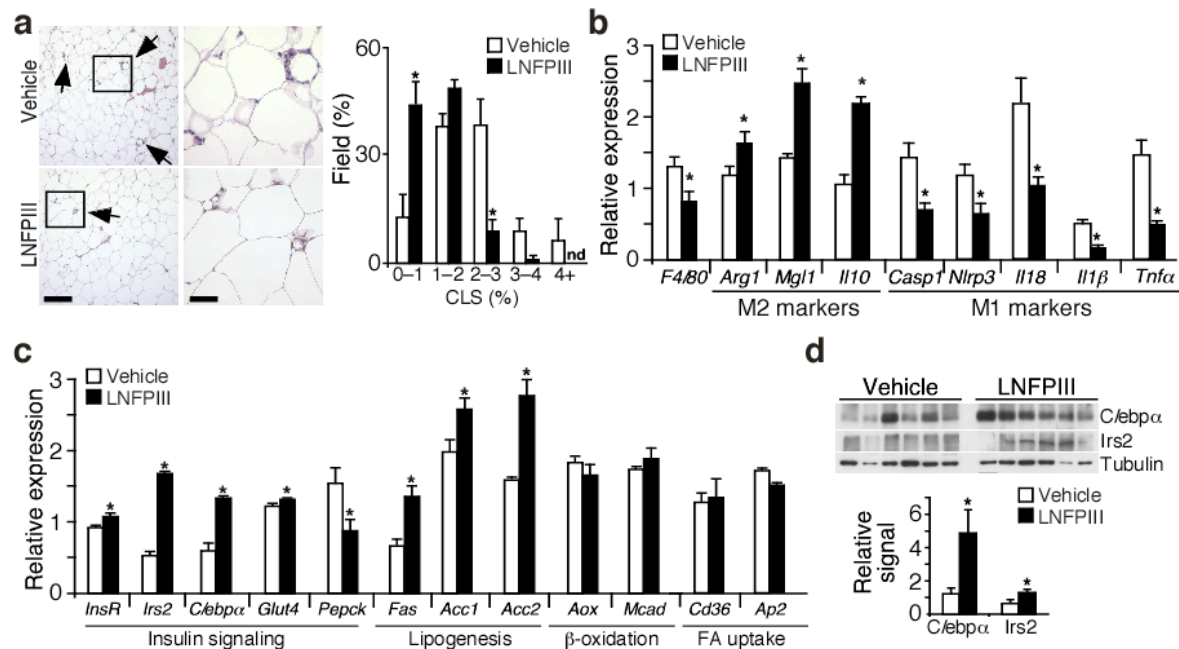 a
Vehicle
LNFPIII
Vehicle
LNFPIII
Field (%)
60
30
0
*
*
nd
0–1 1–2 2–3 3–4 4+
CLS (%)
b
Vehicle
LNFPIII
Relative expression
3
2
1
0
* * * * * * * * *
F4/80 Arg1 Mgl1 Il10 Casp1 Nlrp3 Il18 Il1β Tnfα
M2 markers M1 markers
c
Vehicle
LNFPIII
Relative expression
3
2
1
0
* * * * * * * *
InsR Irs2 C/ebpα Glut4 Pepck Fas Acc1 Acc2 Aox Mcad Cd36 Ap2
Insulin signaling Lipogenesis β-oxidation FA uptake
d
Vehicle LNFPIII
C/ebpα
Irs2
Tubulin
Vehicle
LNFPIII
Relative
signal
6
4
2
0
* *
C/ebpα Irs2